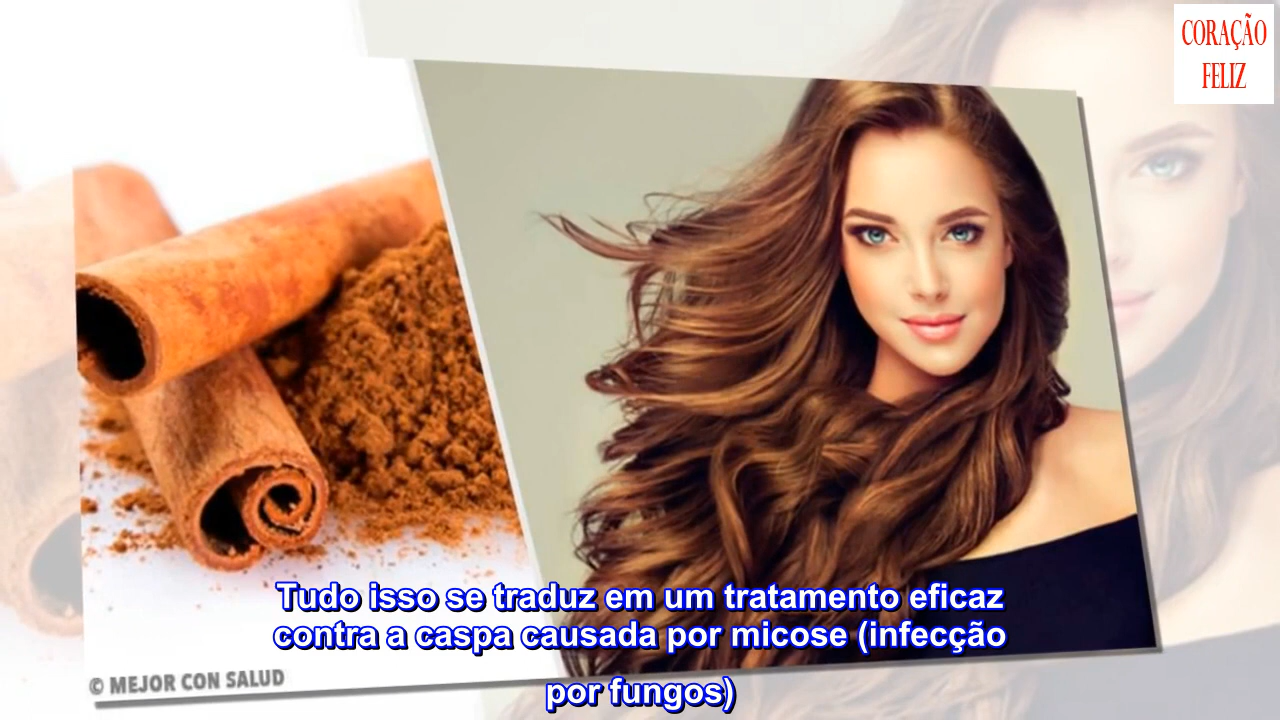 CORAÇÃO
FELIZ
Tudo isso se traduz em um tratamento eficaz
contra a caspa causada por micose (infecção
© MEJOR CON SALUD
por fungos)